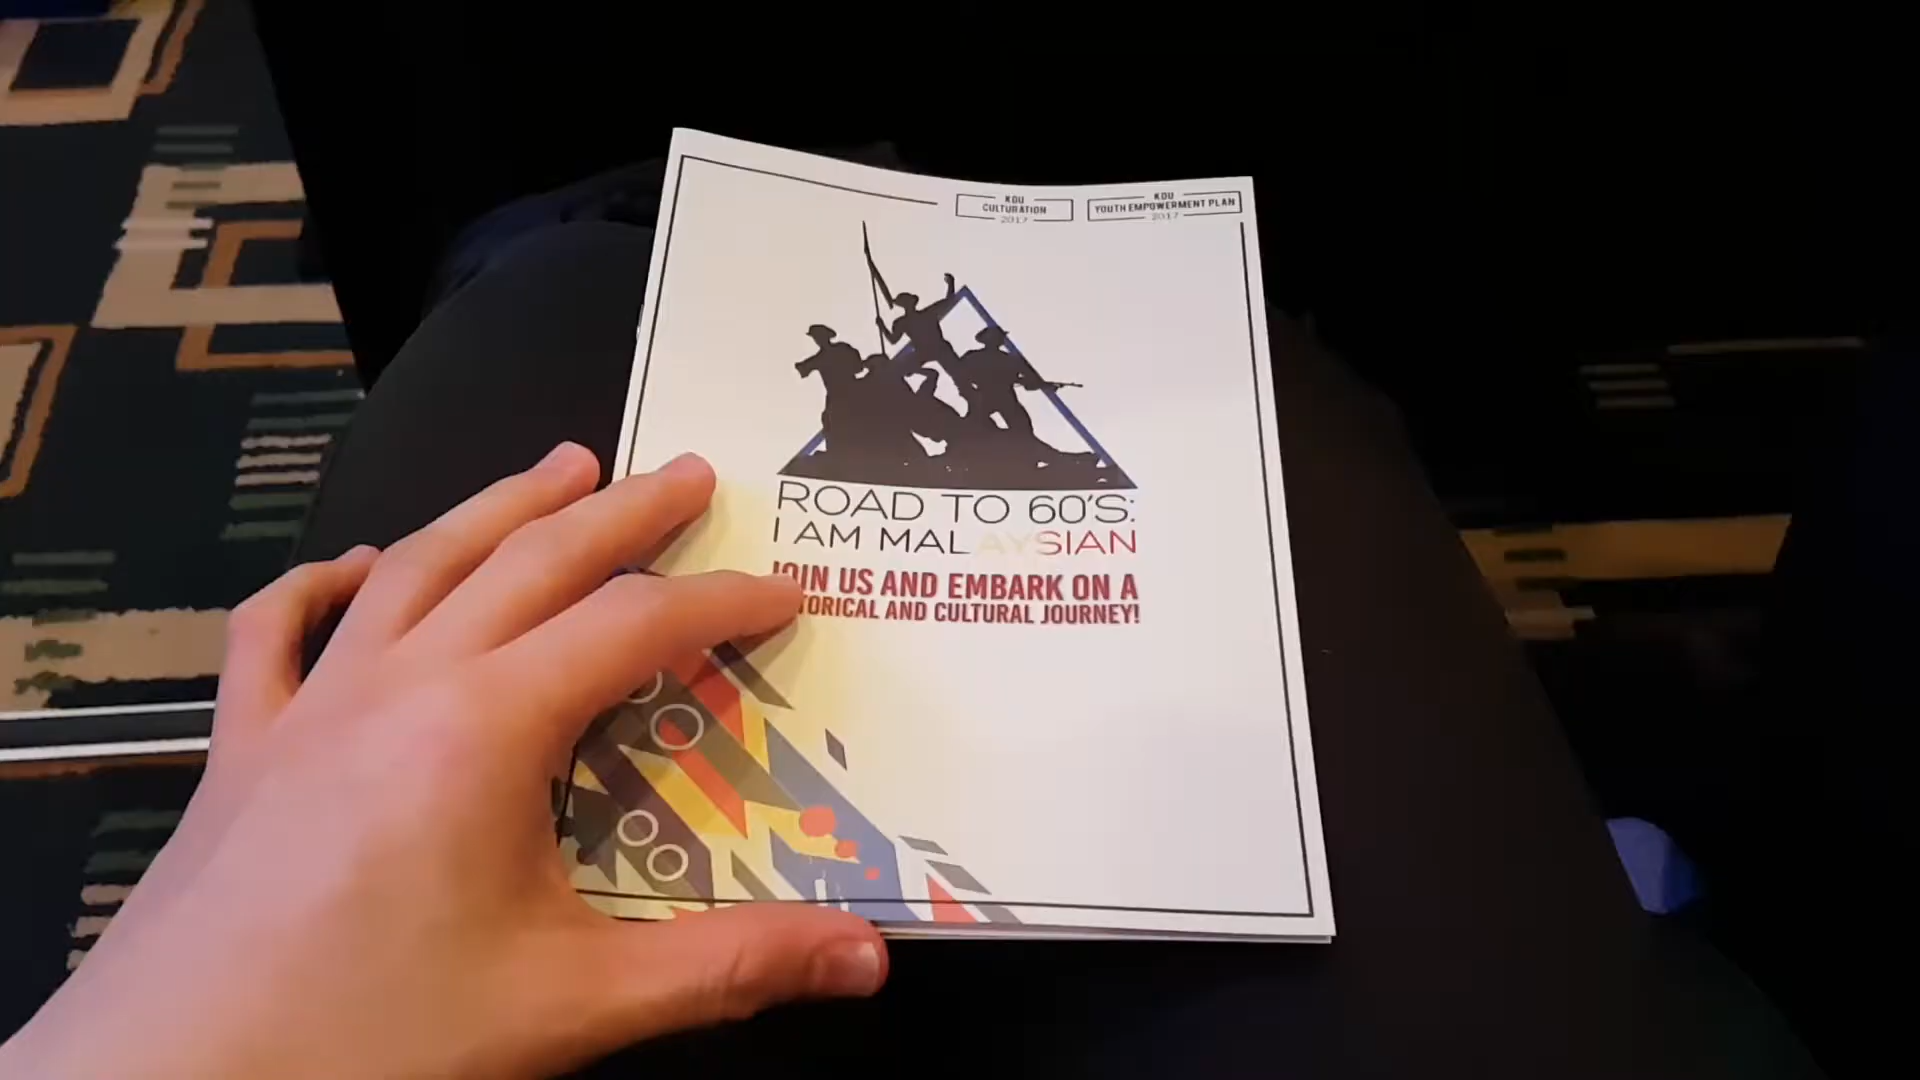 KDU
CULTURATION
2017
KDU
YOUTH EMPOWERMENT PLAN
2017
ROAD TO 60'S:
I AM MALAYSIAN
JOIN US AND EMBARK ON A
TORICAL AND CULTURAL JOURNEY!